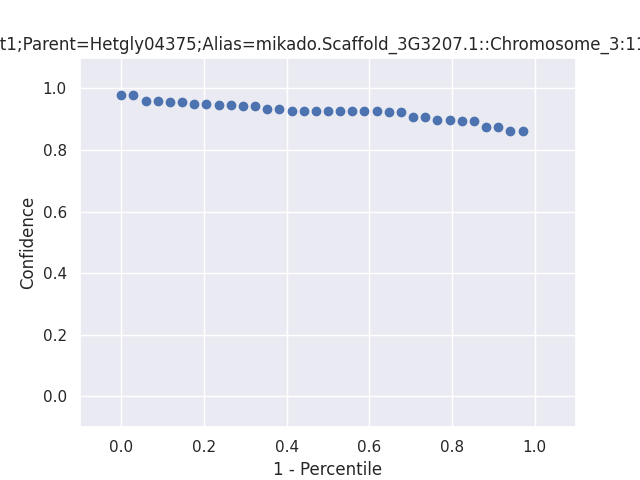 t1;Parent=Hetgly04375;Alias=mikado.Scaffold_3G3207.1::Chromosome_3:11
1.0
0.8
0.6
0.4
0.2
0.0
Confidence
0.0 0.2 0.4 0.6 0.8 1.0
1 - Percentile